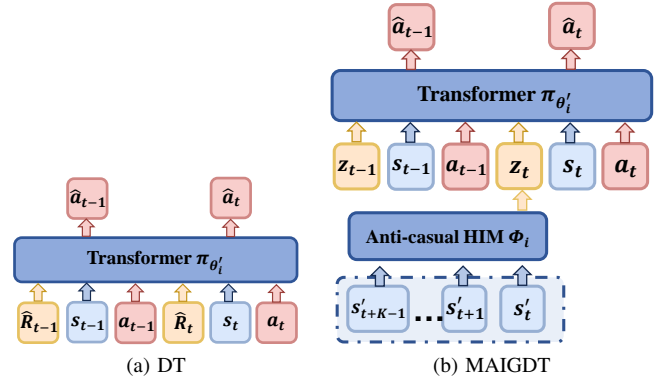 â_{t-1} â_t
Transformer π_{θ'_i}
z_{t-1} s_{t-1} a_{t-1} z_t s_t a_t
Anti-casual HIM Φ_i
s'_{t+K-1} ... s'_{t+1} s'_t
(b) MAIGDT
â_{t-1} â_t
Transformer π_{θ'_i}
R̂_{t-1} s_{t-1} a_{t-1} R̂_t s_t a_t
(a) DT